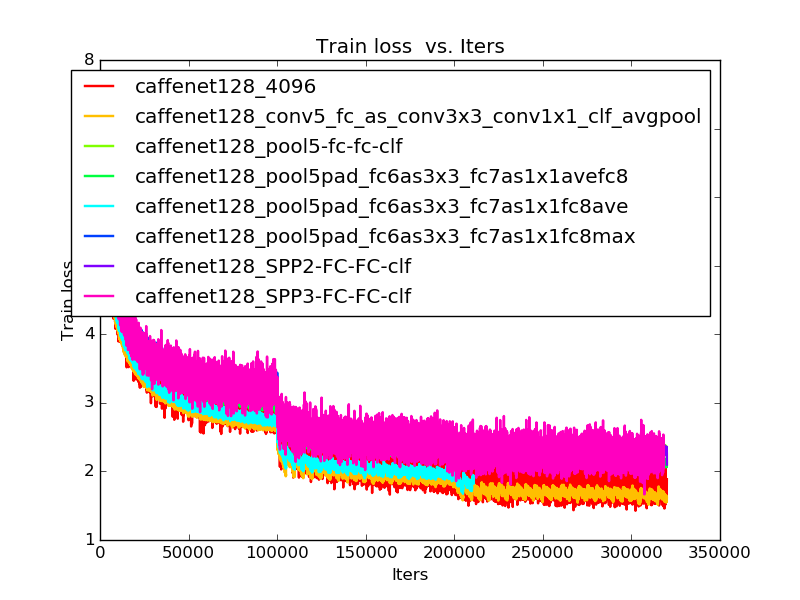 Train loss  vs. Iters
8
caffenet128_4096
caffenet128_conv5_fc_as_conv3x3_conv1x1_clf_avgpool
caffenet128_pool5-fc-fc-clf
caffenet128_pool5pad_fc6as3x3_fc7as1x1avefc8
caffenet128_pool5pad_fc6as3x3_fc7as1x1fc8ave
caffenet128_pool5pad_fc6as3x3_fc7as1x1fc8max
caffenet128_SPP2-FC-FC-clf
caffenet128_SPP3-FC-FC-clf
Train loss
4
3
2
1
0 50000 100000 150000 200000 250000 300000 350000
Iters